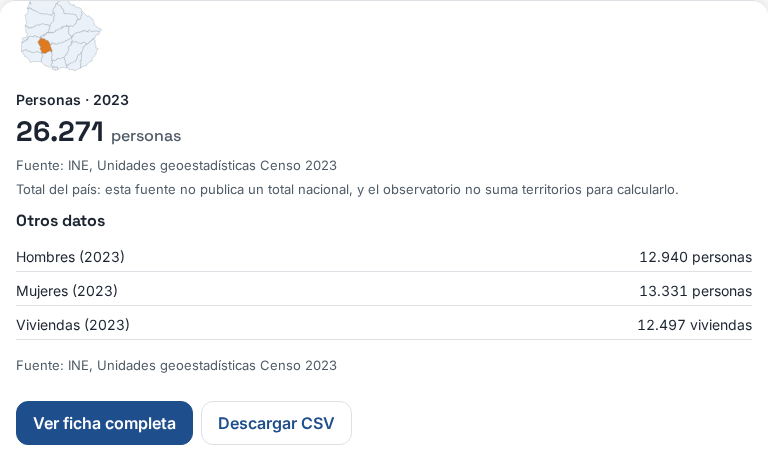 Personas · 2023
26.271 personas
Fuente: INE, Unidades geoestadísticas Censo 2023
Total del país: esta fuente no publica un total nacional, y el observatorio no suma territorios para calcularlo.
Otros datos
Hombres (2023) 12.940 personas
Mujeres (2023) 13.331 personas
Viviendas (2023) 12.497 viviendas
Fuente: INE, Unidades geoestadísticas Censo 2023
Ver ficha completa Descargar CSV